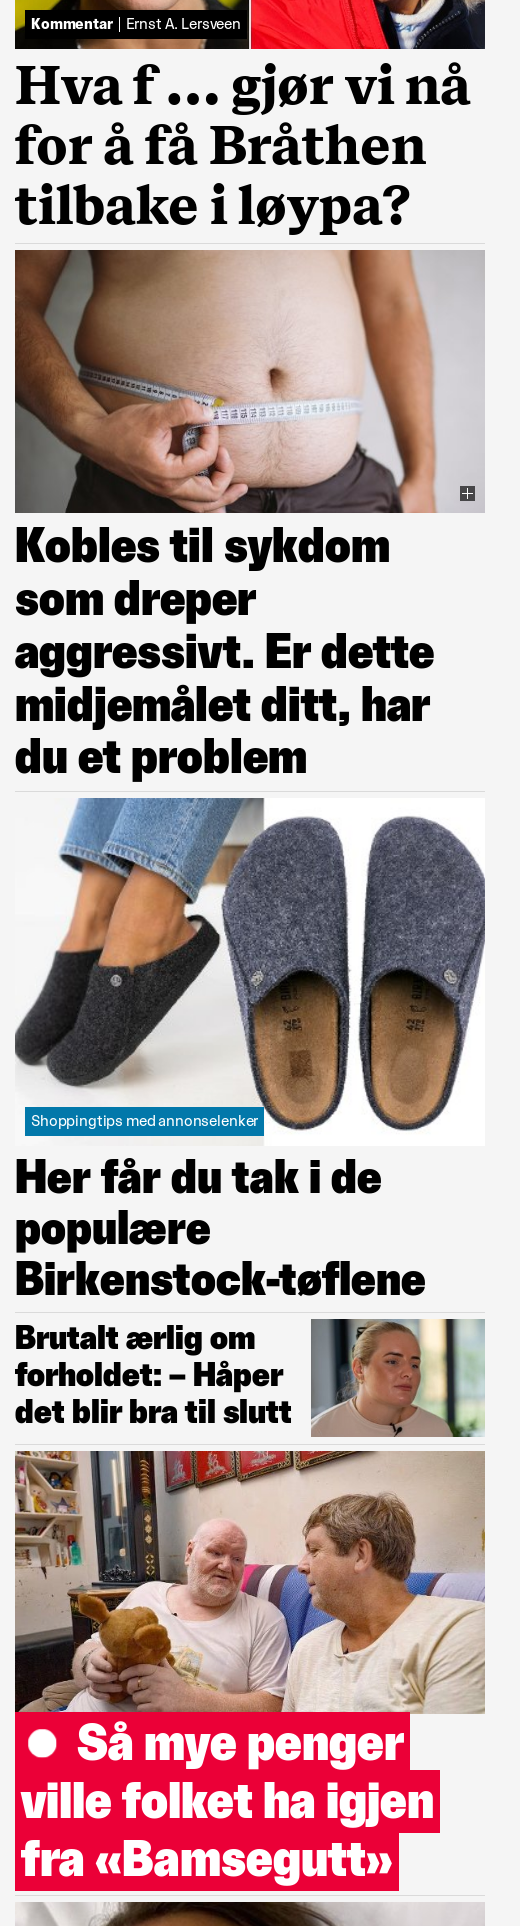 Kommentar | Ernst A. Lersveen
Hva f ... gjør vi nå
for å få Bråthen
tilbake i løypa?
Kobles til sykdom
som dreper
aggressivt. Er dette
midjemålet ditt, har
du et problem
Shoppingtips med annonselenker
Her får du tak i de
populære
Birkenstock-tøflene
Brutalt ærlig om
forholdet: – Håper
det blir bra til slutt
Så mye penger
ville folket ha igjen
fra «Bamsegutt»